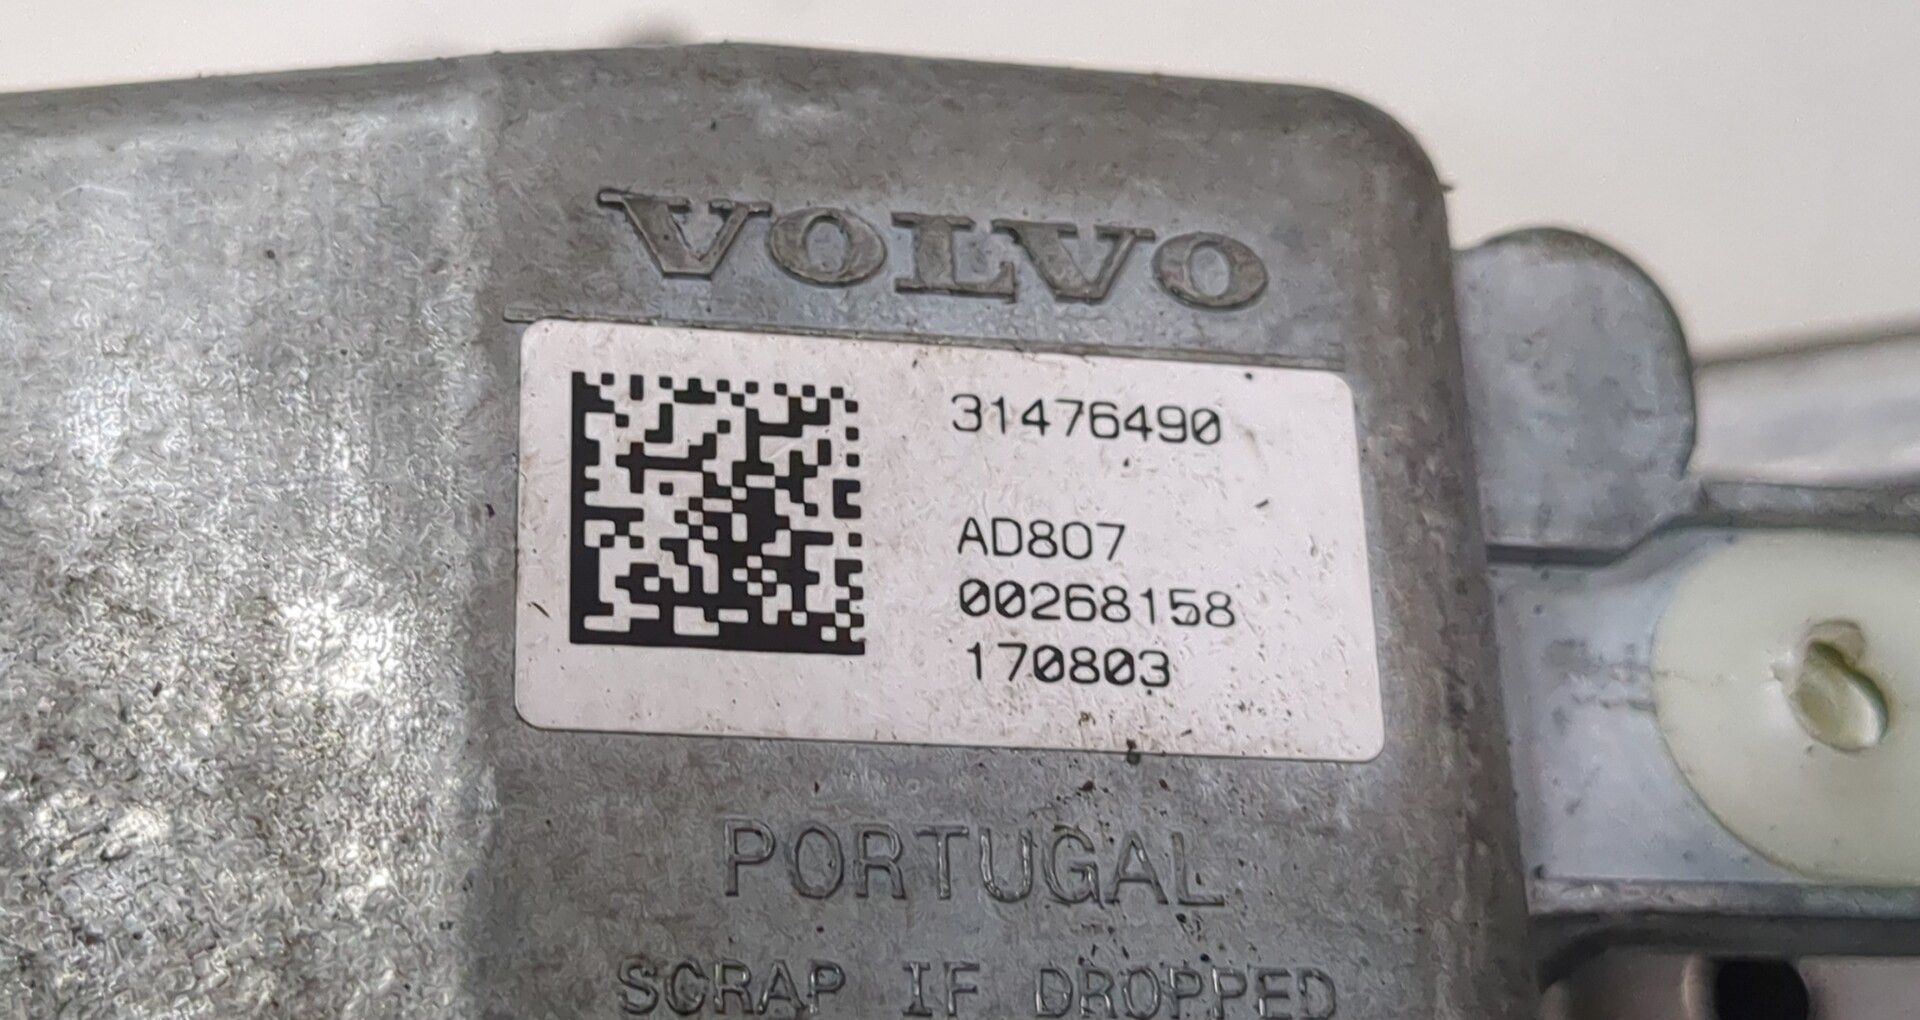 VOLVO
31476490
AD807
00268158
170803
PORTUGAL
SCRAP IF DROPPED